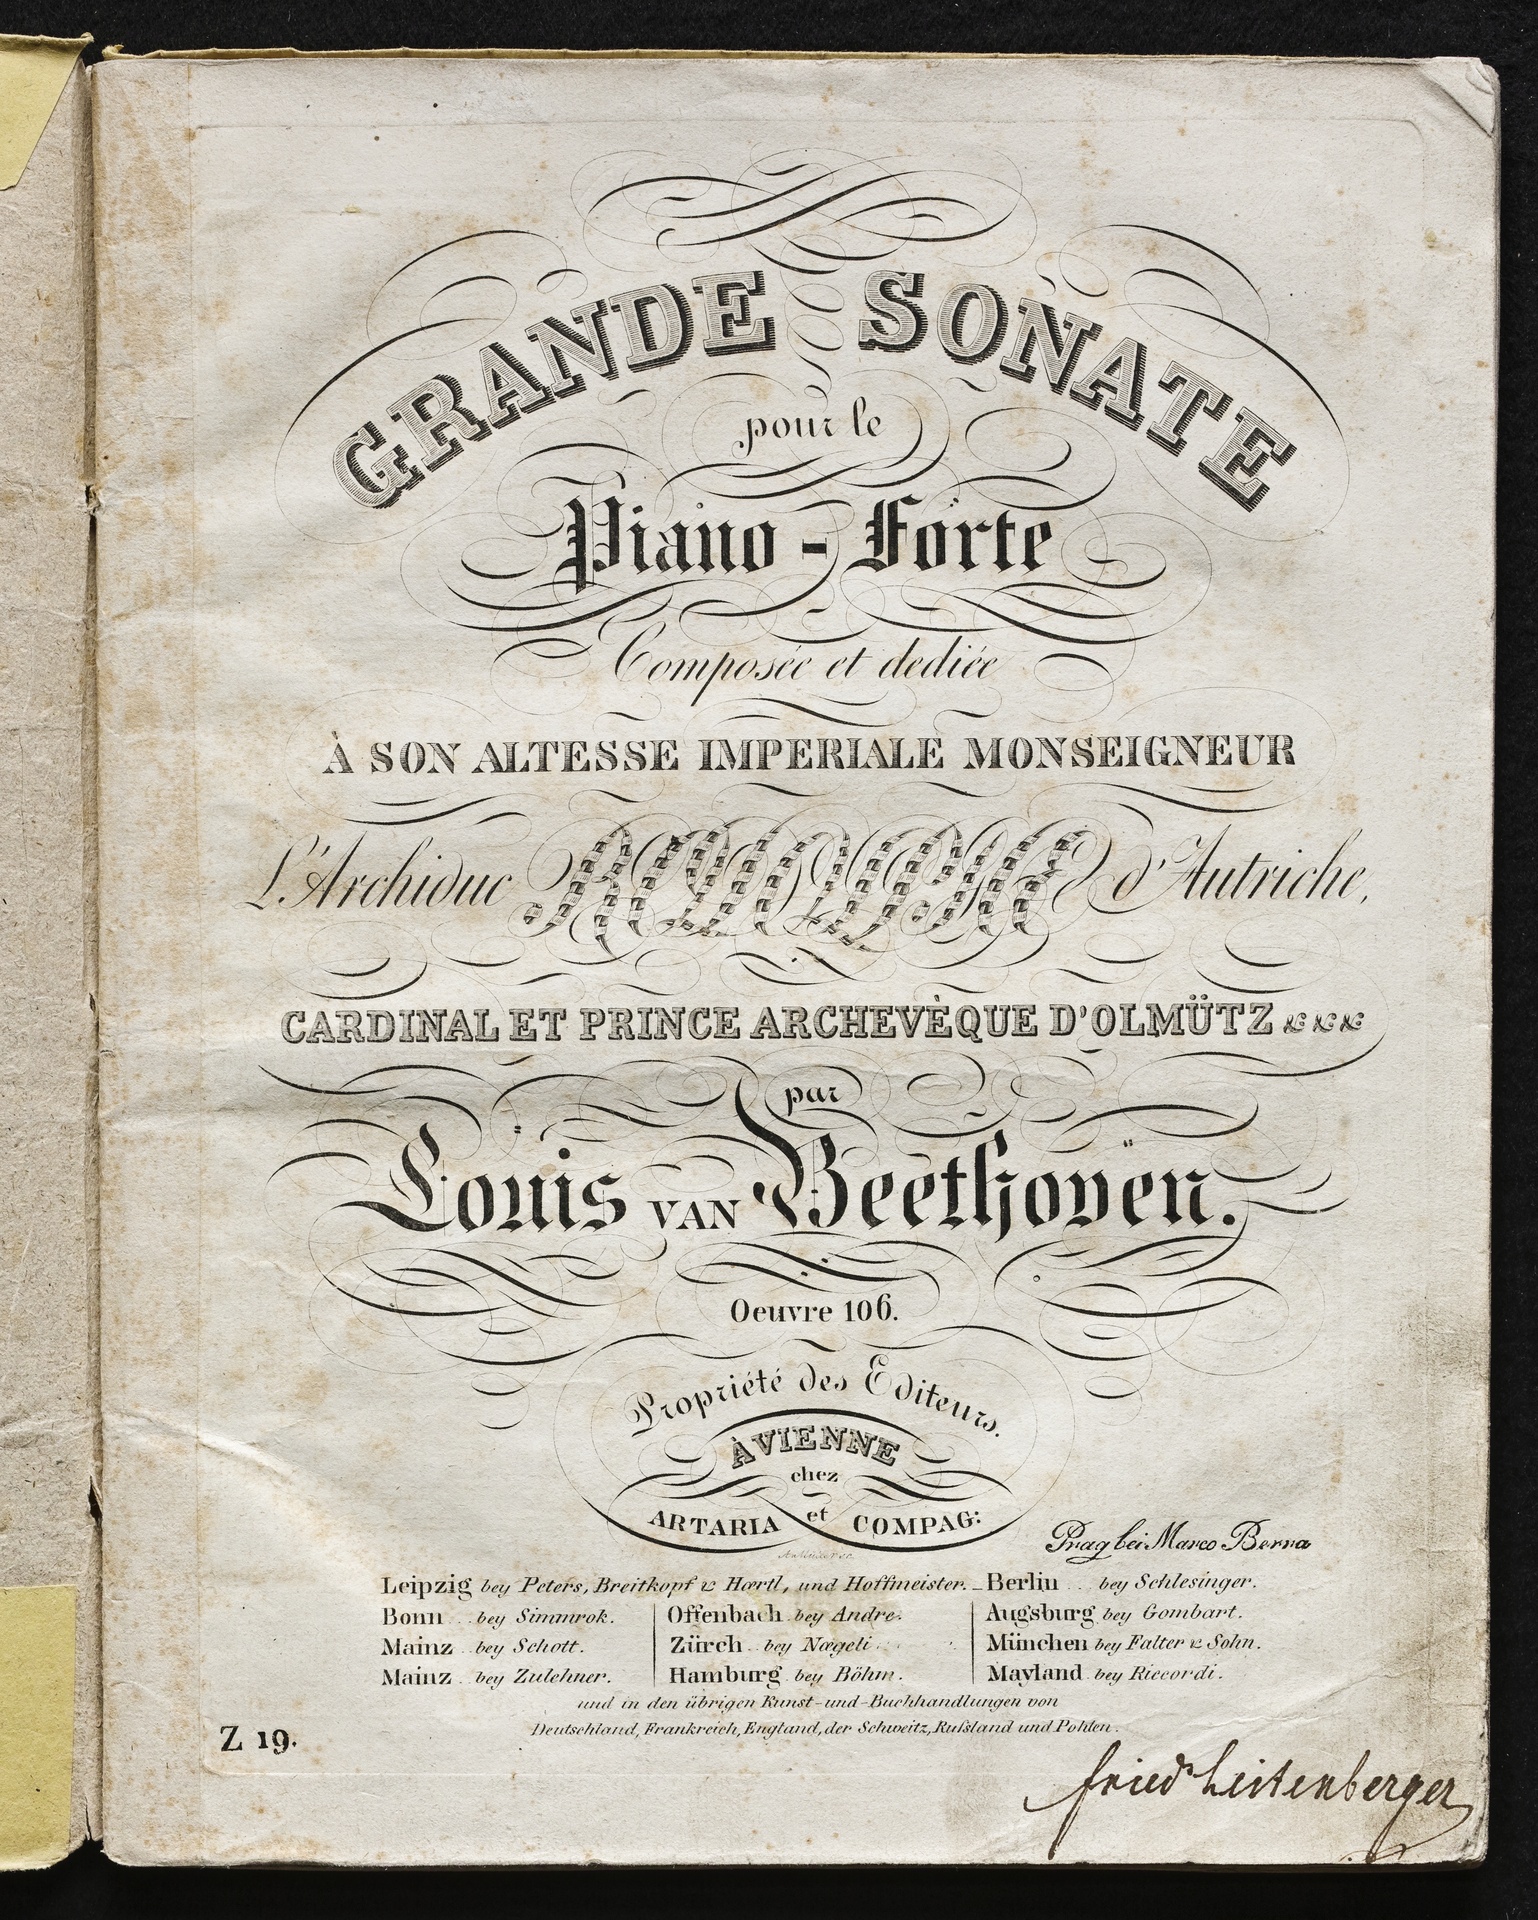 GRANDE SONATE
pour le
Piano - Forte
Composée et dediée
À SON ALTESSE IMPERIALE MONSEIGNEUR
L'Archiduc RUDOLPHE d'Autriche,
CARDINAL ET PRINCE ARCHEVÈQUE D'OLMÜTZ &c &c &c
par
Louis VAN Beethoven.
Oeuvre 106.
Propriété des Editeurs.
À VIENNE
chez
ARTARIA et COMPAG:
Prag bei Marco Berra
Leipzig bey Peters, Breitkopf & Hœrtl, und Hoffmeister. _ Berlin ... bey Schlesinger.
Bonn .. bey Simmrok. Offenbach bey Andre. Augsburg bey Gombart.
Mainz .. bey Schott. Zürch .. bey Nœgeli ... München bey Falter & Sohn.
Mainz .. bey Zulehner. Hamburg bey Böhm. Mayland bey Riccordi.
und in den übrigen Kunst-und-Buchhandlungen von
Deutschland, Frankreich, England, der Schweitz, Rußland und Pohlen.
Z 19.
Fried Leitenberger